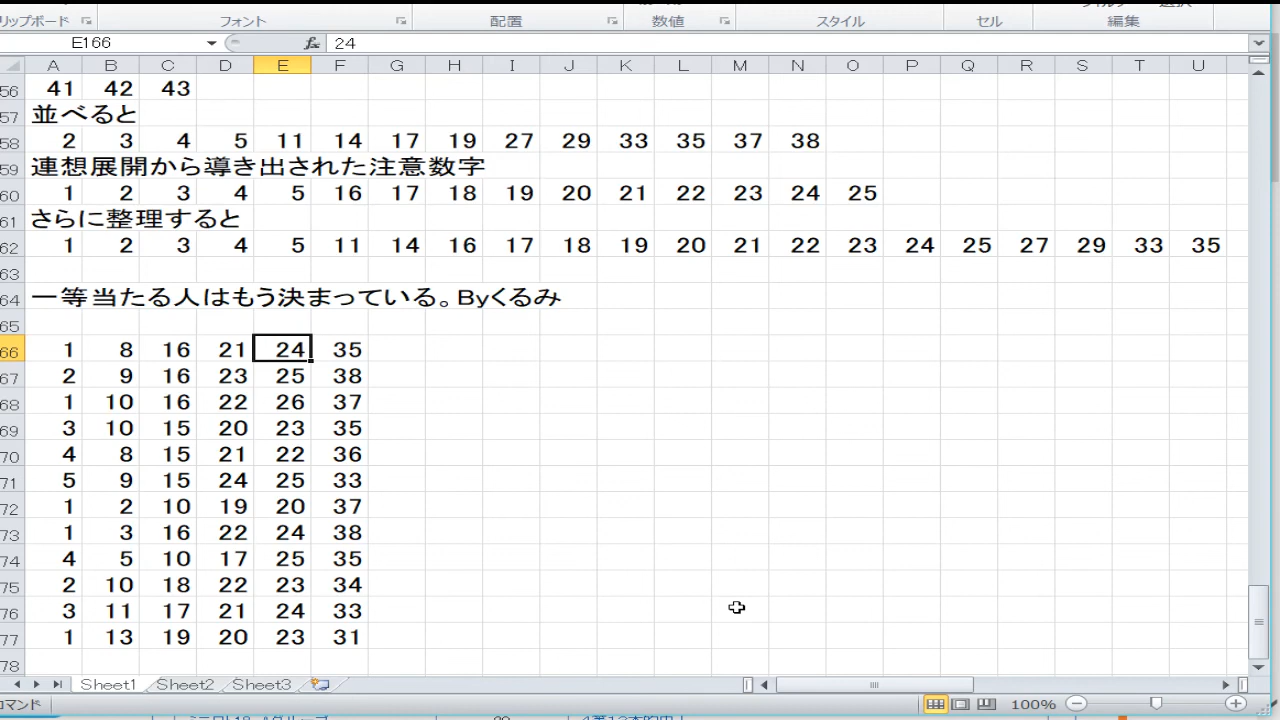 リップボード フォント 配置 数値 スタイル セル 編集
E166 fx 24
A B C D E F G H I J K L M N O P Q R S T U
56 41 42 43
57 並べると
58 2 3 4 5 11 14 17 19 27 29 33 35 37 38
59 連想展開から導き出された注意数字
60 1 2 3 4 5 16 17 18 19 20 21 22 23 24 25
61 さらに整理すると
62 1 2 3 4 5 11 14 16 17 18 19 20 21 22 23 24 25 27 29 33 35
63
64 一等当たる人はもう決まっている。Byくるみ
65
66 1 8 16 21 24 35
67 2 9 16 23 25 38
68 1 10 16 22 26 37
69 3 10 15 20 23 35
70 4 8 15 21 22 36
71 5 9 15 24 25 33
72 1 2 10 19 20 37
73 1 3 16 22 24 38
74 4 5 10 17 25 35
75 2 10 18 22 23 34
76 3 11 17 21 24 33
77 1 13 19 20 23 31
78
Sheet1 Sheet2 Sheet3
コマンド 100%